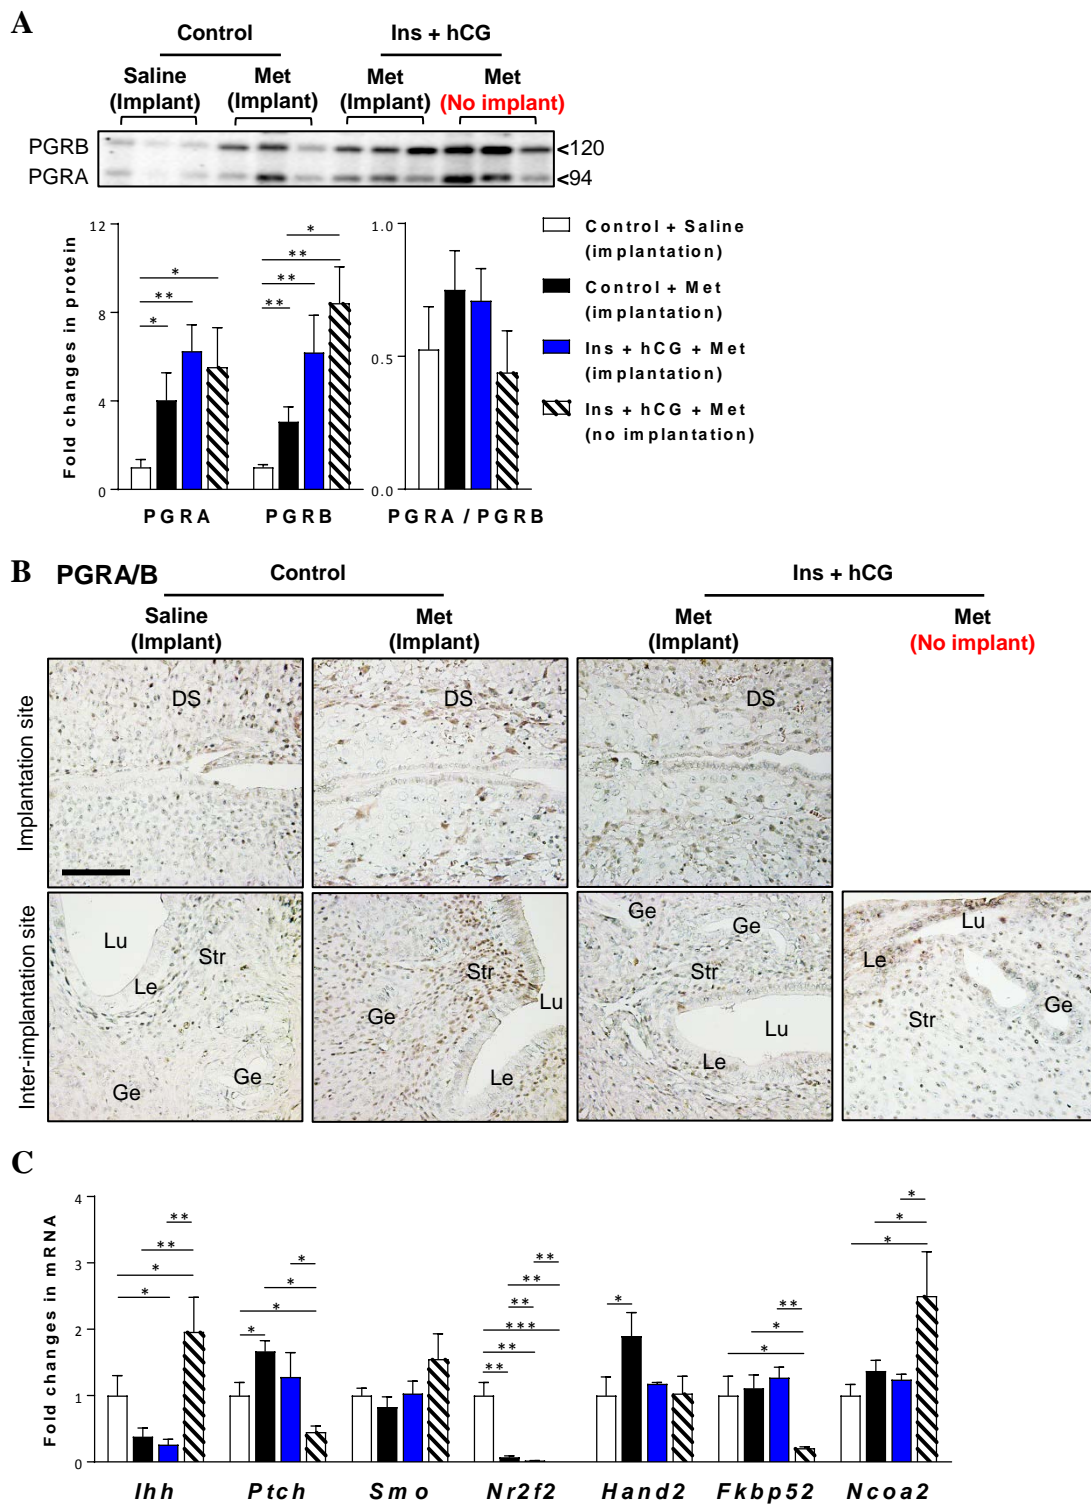 A
Control Ins + hCG
Saline Met Met Met
(Implant) (Implant) (Implant) (No implant)
PGRB <120
PGRA <94
Fold changes in protein
12
8
4
0
* ** * * ** ** **
PGRA PGRB
1.0
0.5
0.0
PGRA / PGRB
Control + Saline
(implantation)
Control + Met
(implantation)
Ins + hCG + Met
(implantation)
Ins + hCG + Met
(no implantation)
B PGRA/B Control Ins + hCG
Saline Met Met Met
(Implant) (Implant) (Implant) (No implant)
Implantation site
DS DS DS
Inter-implantation site
Lu Str Le Ge Ge
Str Ge Lu Le
Ge Ge Str Lu Le
Lu Le Ge Str
C
Fold changes in mRNA
4
3
2
1
0
** ** * *
* * * *
** ** ** *** ** **
*
** * *
* * *
Ihh Ptch Smo Nr2f2 Hand2 Fkbp52 Ncoa2